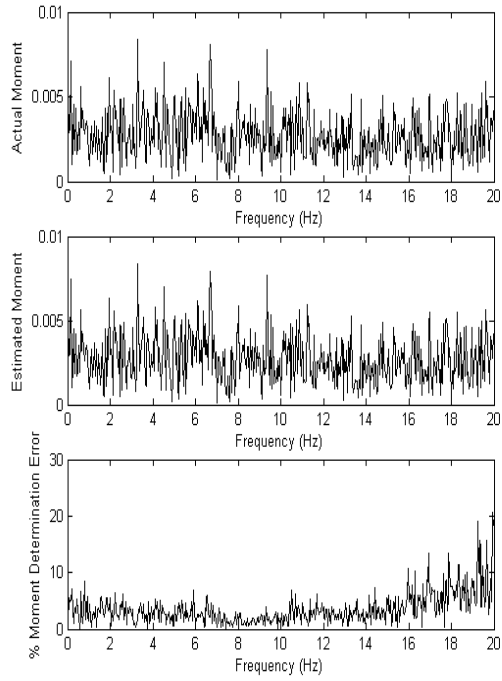 0.01
0.005
0
Actual Moment
0 2 4 6 8 10 12 14 16 18 20
Frequency (Hz)
0.01
0.005
0
Estimated Moment
0 2 4 6 8 10 12 14 16 18 20
Frequency (Hz)
30
20
10
0
% Moment Determination Error
0 2 4 6 8 10 12 14 16 18 20
Frequency (Hz)